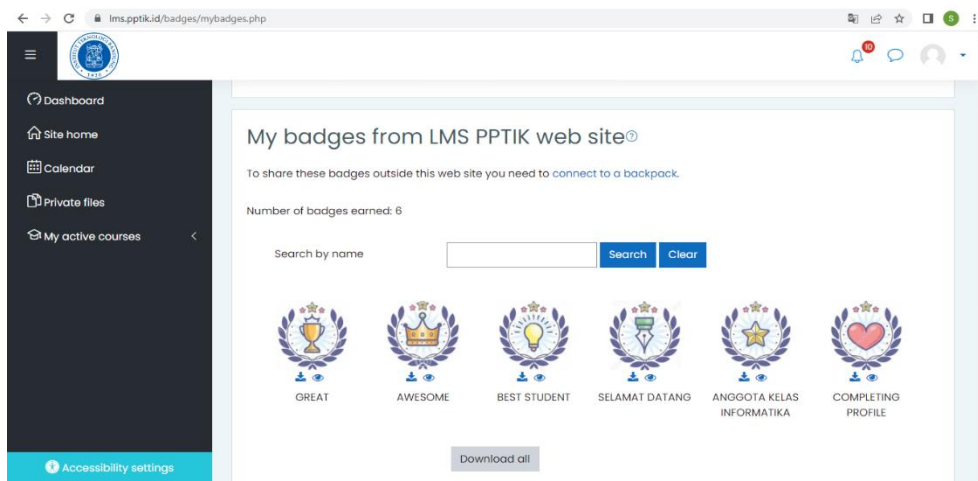 lms.pptik.id/badges/mybadges.php
S
10
Dashboard
Site home
Calendar
Private files
My active courses
Accessibility settings
My badges from LMS PPTIK web site
To share these badges outside this web site you need to connect to a backpack.
Number of badges earned: 6
Search by name
Search Clear
GREAT AWESOME BEST STUDENT SELAMAT DATANG ANGGOTA KELAS COMPLETING
INFORMATIKA PROFILE
Download all